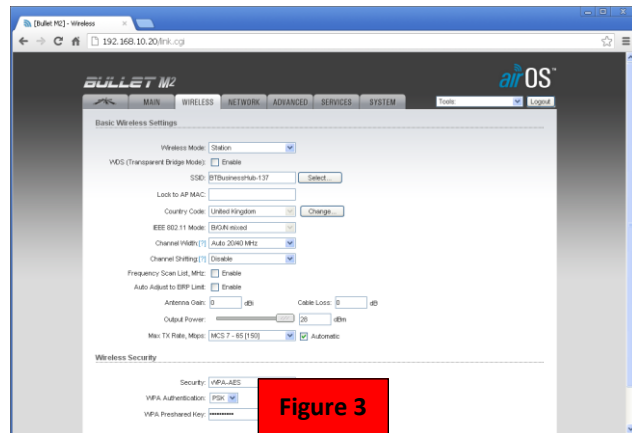 [Bullet M2] - Wireless
192.168.10.20/link.cgi
BULLET M2
airOS™
MAIN WIRELESS NETWORK ADVANCED SERVICES SYSTEM Tools: Logout
Basic Wireless Settings
Wireless Mode: Station
WDS (Transparent Bridge Mode): Enable
SSID: BTBusinessHub-137 Select...
Lock to AP MAC:
Country Code: United Kingdom Change...
IEEE 802.11 Mode: B/G/N mixed
Channel Width:[?] Auto 20/40 MHz
Channel Shifting:[?] Disable
Frequency Scan List, MHz: Enable
Auto Adjust to EIRP Limit: Enable
Antenna Gain: 0 dBi Cable Loss: 0 dB
Output Power: 28 dBm
Max TX Rate, Mbps: MCS 7 - 65 [150] Automatic
Wireless Security
Security: WPA-AES
WPA Authentication: PSK
WPA Preshared Key: ••••••••••
Figure 3